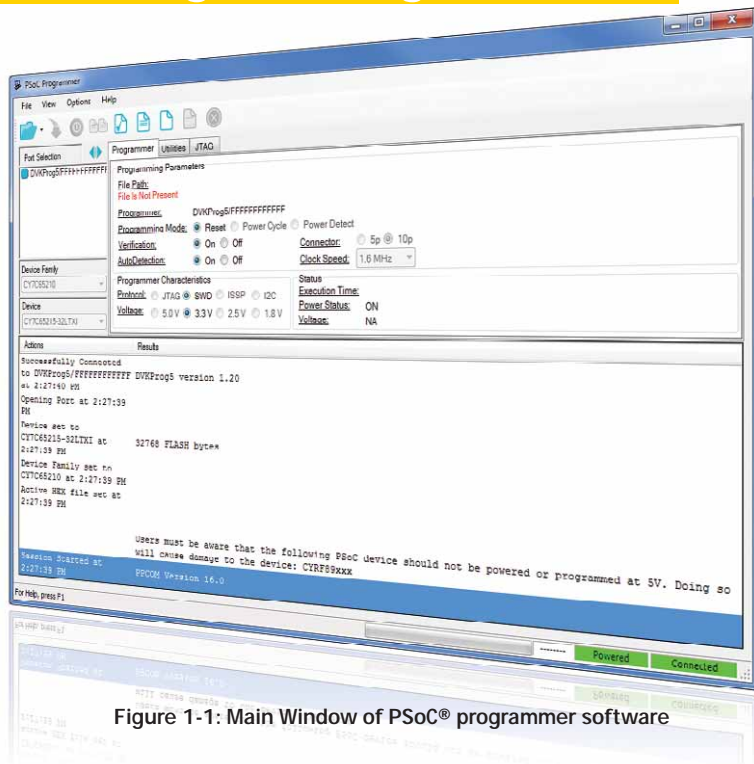 PSoC Programmer
File View Options Help
Port Selection
DVKProg5/FFFFFFFFFFFF
Programmer Utilities JTAG
Programming Parameters
File Path:
File Is Not Present
Programmer: DVKProg5/FFFFFFFFFFFF
Programming Mode: Reset Power Cycle Power Detect
Verification: On Off Connector: 5p 10p
AutoDetection: On Off Clock Speed: 1.6 MHz
Device Family
CY7C65210
Device
CY7C65215-32LTXI
Programmer Characteristics
Protocol: JTAG SWD ISSP I2C
Voltage: 5.0 V 3.3 V 2.5 V 1.8 V
Status
Execution Time:
Power Status: ON
Voltage: NA
Actions Results
Successfully Connected
to DVKProg5/FFFFFFFFFFFF DVKProg5 version 1.20
at 2:27:40 PM
Opening Port at 2:27:39
PM
Device set to
CY7C65215-32LTXI at 32768 FLASH bytes
2:27:39 PM
Device Family set to
CY7C65210 at 2:27:39 PM
Active HEX file set at
2:27:39 PM
Users must be aware that the following PSoC device should not be powered or programmed at 5V. Doing so
will cause damage to the device: CYRF89xxx
Session Started at
2:27:39 PM PPCOM Version 16.0
For Help, press F1
Powered Connected
Figure 1-1: Main Window of PSoC® programmer software